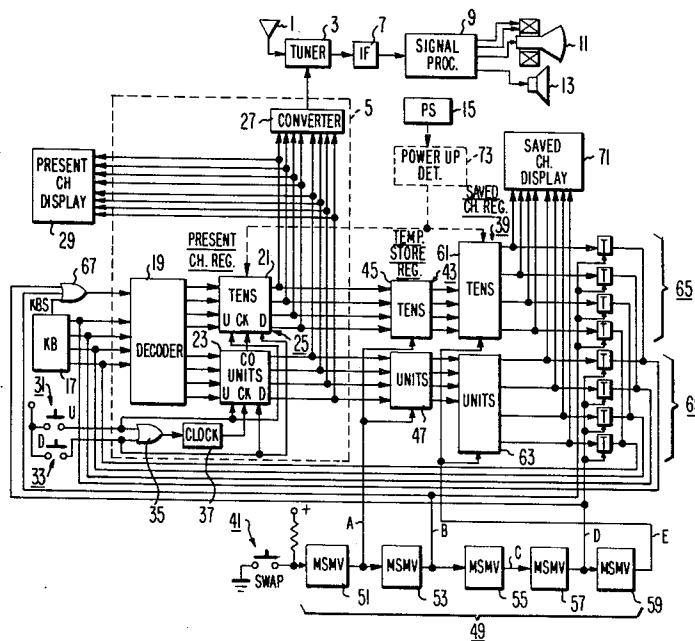 1
3
TUNER
7
IF
9
SIGNAL
PROC.
11
13
5
27
CONVERTER
PS
15
POWER UP
DET.
73
SAVED
CH.
DISPLAY
71
PRESENT
CH
DISPLAY
29
SAVED
CH. REG.
39
TEMP.
STORE
REG.
PRESENT
CH. REG.
67
19
21
45
43
61
KBS
TENS
U CK D
25
TENS
TENS
T
T
T
T
65
KB
17
DECODER
23
CO
UNITS
U CK D
UNITS
47
UNITS
63
T
T
T
T
31
U
D
33
35
CLOCK
37
A
B
C
D
E
41
+
SWAP
MSMV
51
MSMV
53
MSMV
55
MSMV
57
MSMV
59
49